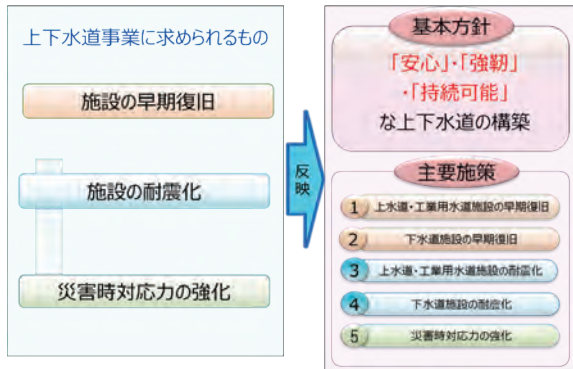 上下水道事業に求められるもの
施設の早期復旧
施設の耐震化
災害時対応力の強化
反映
基本方針
「安心」・「強靭」
・「持続可能」
な上下水道の構築
主要施策
1 上水道・工業用水道施設の早期復旧
2 下水道施設の早期復旧
3 上水道・工業用水道施設の耐震化
4 下水道施設の耐震化
5 災害時対応力の強化